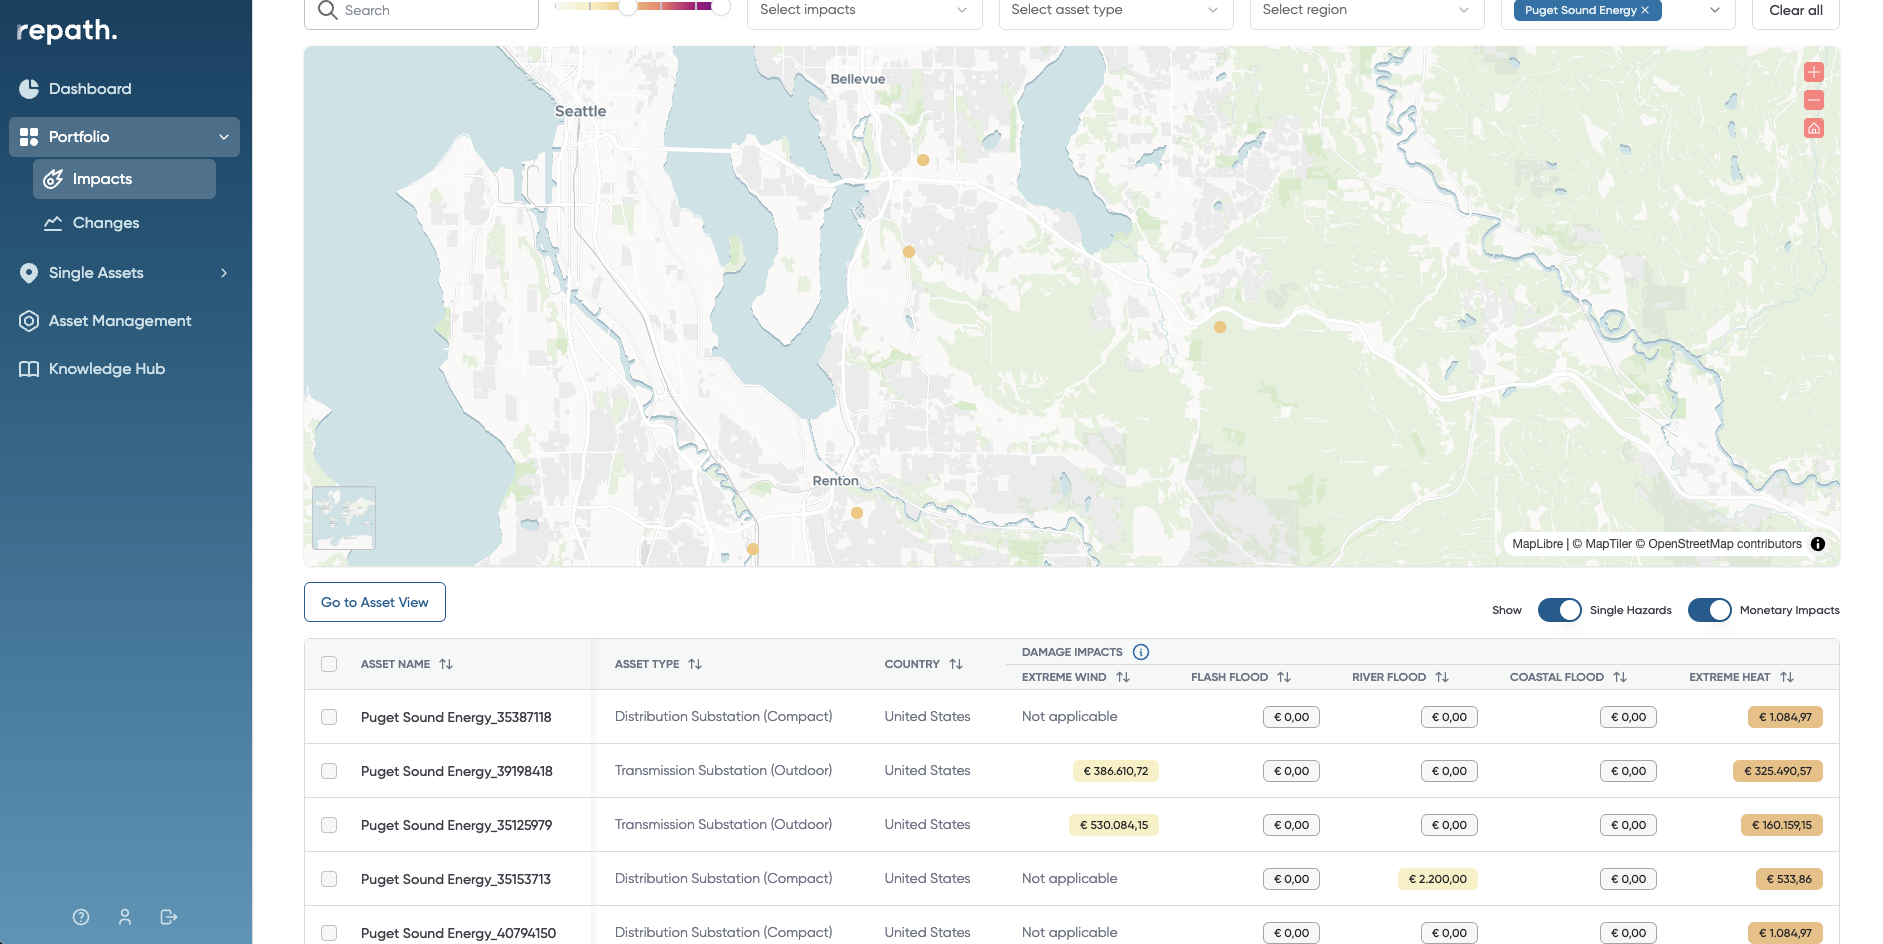 repath.
Dashboard
Portfolio
Impacts
Changes
Single Assets
Asset Management
Knowledge Hub
Search
Select impacts
Select asset type
Select region
Puget Sound Energy ×
Clear all
Bellevue
Seattle
Renton
MapLibre | © MapTiler © OpenStreetMap contributors
Go to Asset View
Show Single Hazards Monetary Impacts
DAMAGE IMPACTS
ASSET NAME ASSET TYPE COUNTRY
EXTREME WIND FLASH FLOOD RIVER FLOOD COASTAL FLOOD EXTREME HEAT
Puget Sound Energy_35387118 Distribution Substation (Compact) United States Not applicable € 0,00 € 0,00 € 0,00 € 1.084,97
Puget Sound Energy_39198418 Transmission Substation (Outdoor) United States € 386.610,72 € 0,00 € 0,00 € 0,00 € 325.490,57
Puget Sound Energy_35125979 Transmission Substation (Outdoor) United States € 530.084,15 € 0,00 € 0,00 € 0,00 € 160.159,15
Puget Sound Energy_35153713 Distribution Substation (Compact) United States Not applicable € 0,00 € 2.200,00 € 0,00 € 533,86
Puget Sound Energy_40794150 Distribution Substation (Compact) United States Not applicable € 0,00 € 0,00 € 0,00 € 1.084,97